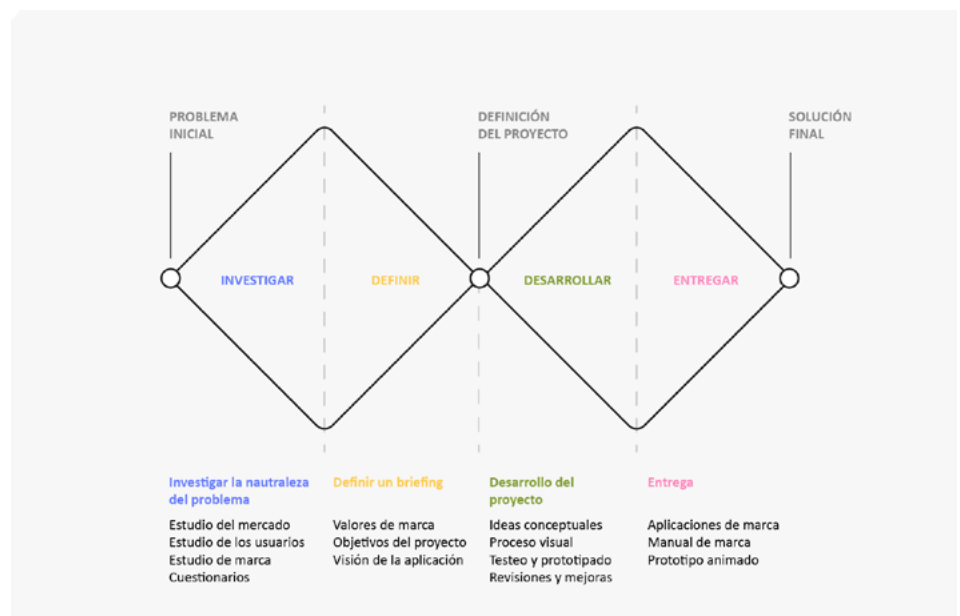 PROBLEMA
INICIAL
DEFINICIÓN
DEL PROYECTO
SOLUCIÓN
FINAL
INVESTIGAR
DEFINIR
DESARROLLAR
ENTREGAR
Investigar la nautraleza
del problema
Estudio del mercado
Estudio de los usuarios
Estudio de marca
Cuestionarios
Definir un briefing
Valores de marca
Objetivos del proyecto
Visión de la aplicación
Desarrollo del
proyecto
Ideas conceptuales
Proceso visual
Testeo y prototipado
Revisiones y mejoras
Entrega
Aplicaciones de marca
Manual de marca
Prototipo animado